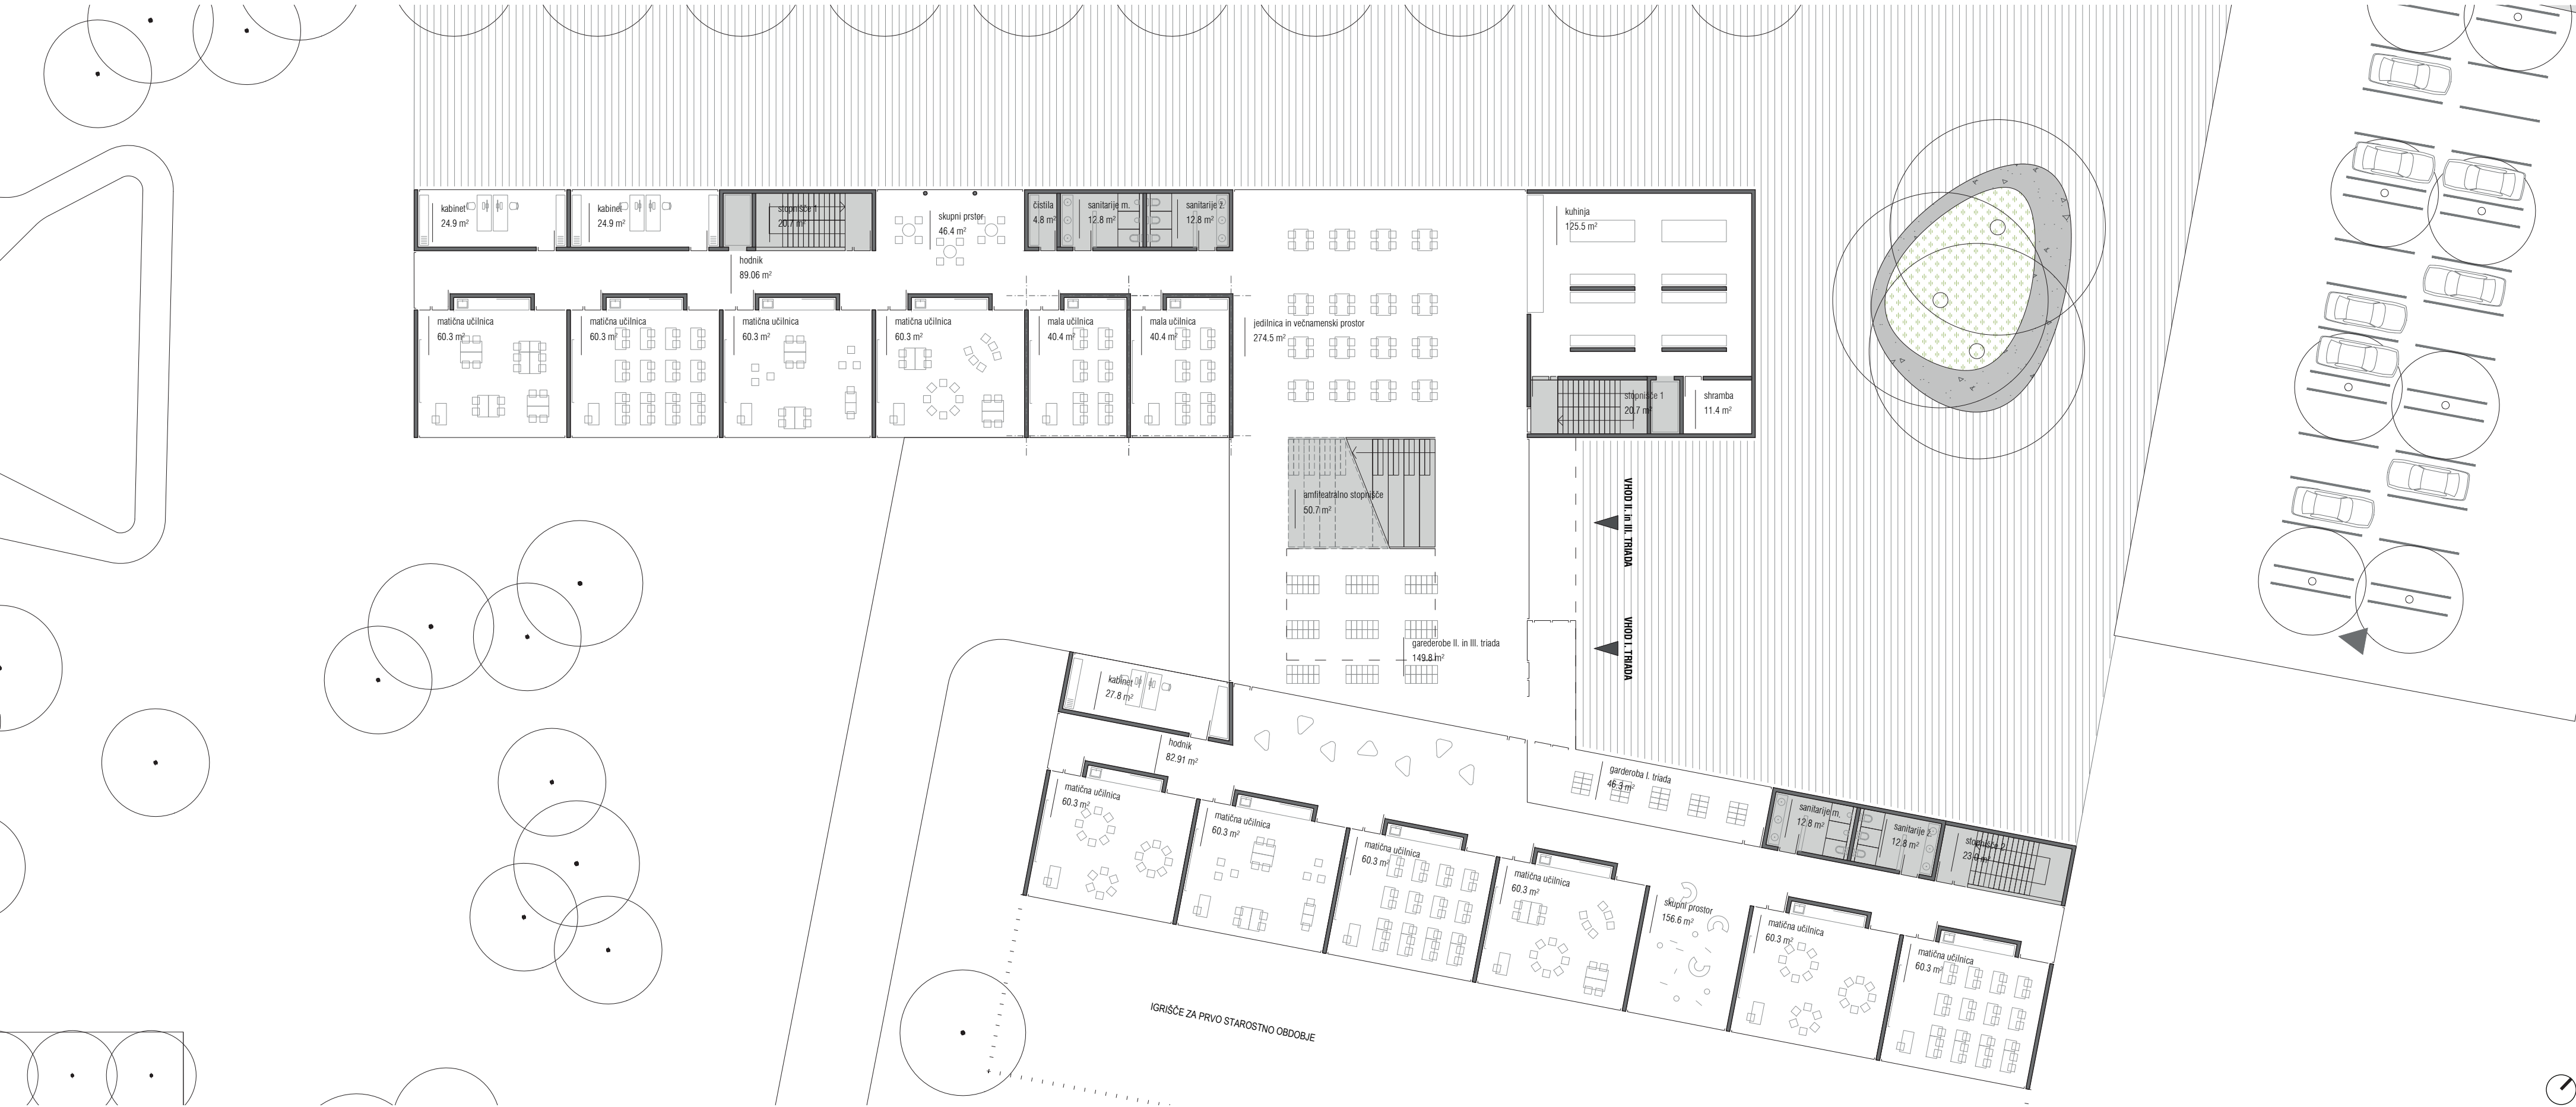 kabinet
24.9 m²
kabinet
24.9 m²
stopnišče 1
20.7 m²
skupni prstor
46.4 m²
čistila
4.8 m²
sanitarije m.
12.8 m²
sanitarije ž.
12.8 m²
kuhinja
125.5 m²
hodnik
89.06 m²
matična učilnica
60.3 m²
matična učilnica
60.3 m²
matična učilnica
60.3 m²
matična učilnica
60.3 m²
mala učilnica
40.4 m²
mala učilnica
40.4 m²
jedilnica in večnamenski prostor
274.5 m²
stopnišče 1
20.7 m²
shramba
11.4 m²
amfiteatralno stopnišče
50.7 m²
VHOD II. in III. TRIADA
VHOD I. TRIADA
garederobe II. in III. triada
149.8 m²
kabinet
27.8 m²
hodnik
82.91 m²
garderoba I. triada
46.3 m²
sanitarije m.
12.8 m²
sanitarije ž.
12.8 m²
stopnišče 2
23.0 m²
matična učilnica
60.3 m²
matična učilnica
60.3 m²
matična učilnica
60.3 m²
matična učilnica
60.3 m²
skupni prostor
156.6 m²
matična učilnica
60.3 m²
matična učilnica
60.3 m²
IGRIŠČE ZA PRVO STAROSTNO OBDOBJE